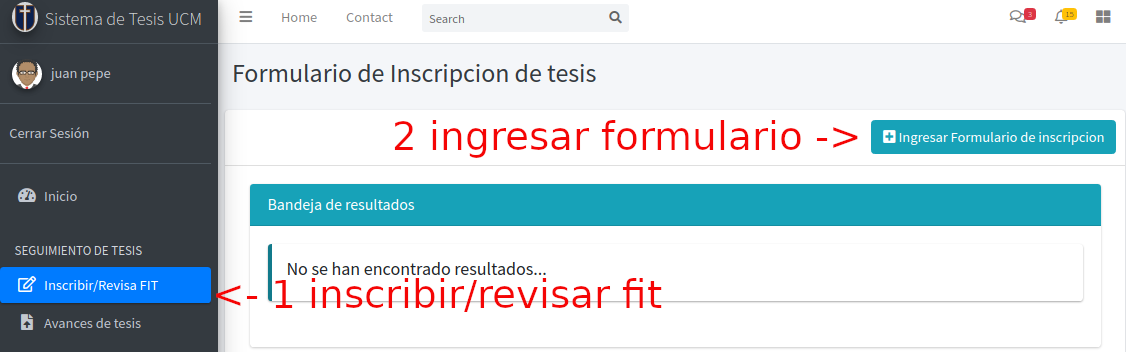 Sistema de Tesis UCM
Home
Contact
Search
3
15
juan pepe
Cerrar Sesión
Inicio
SEGUIMIENTO DE TESIS
Inscribir/Revisa FIT
Avances de tesis
Formulario de Inscripcion de tesis
2 ingresar formulario ->
Ingresar Formulario de inscripcion
Bandeja de resultados
No se han encontrado resultados...
<- 1 inscribir/revisar fit